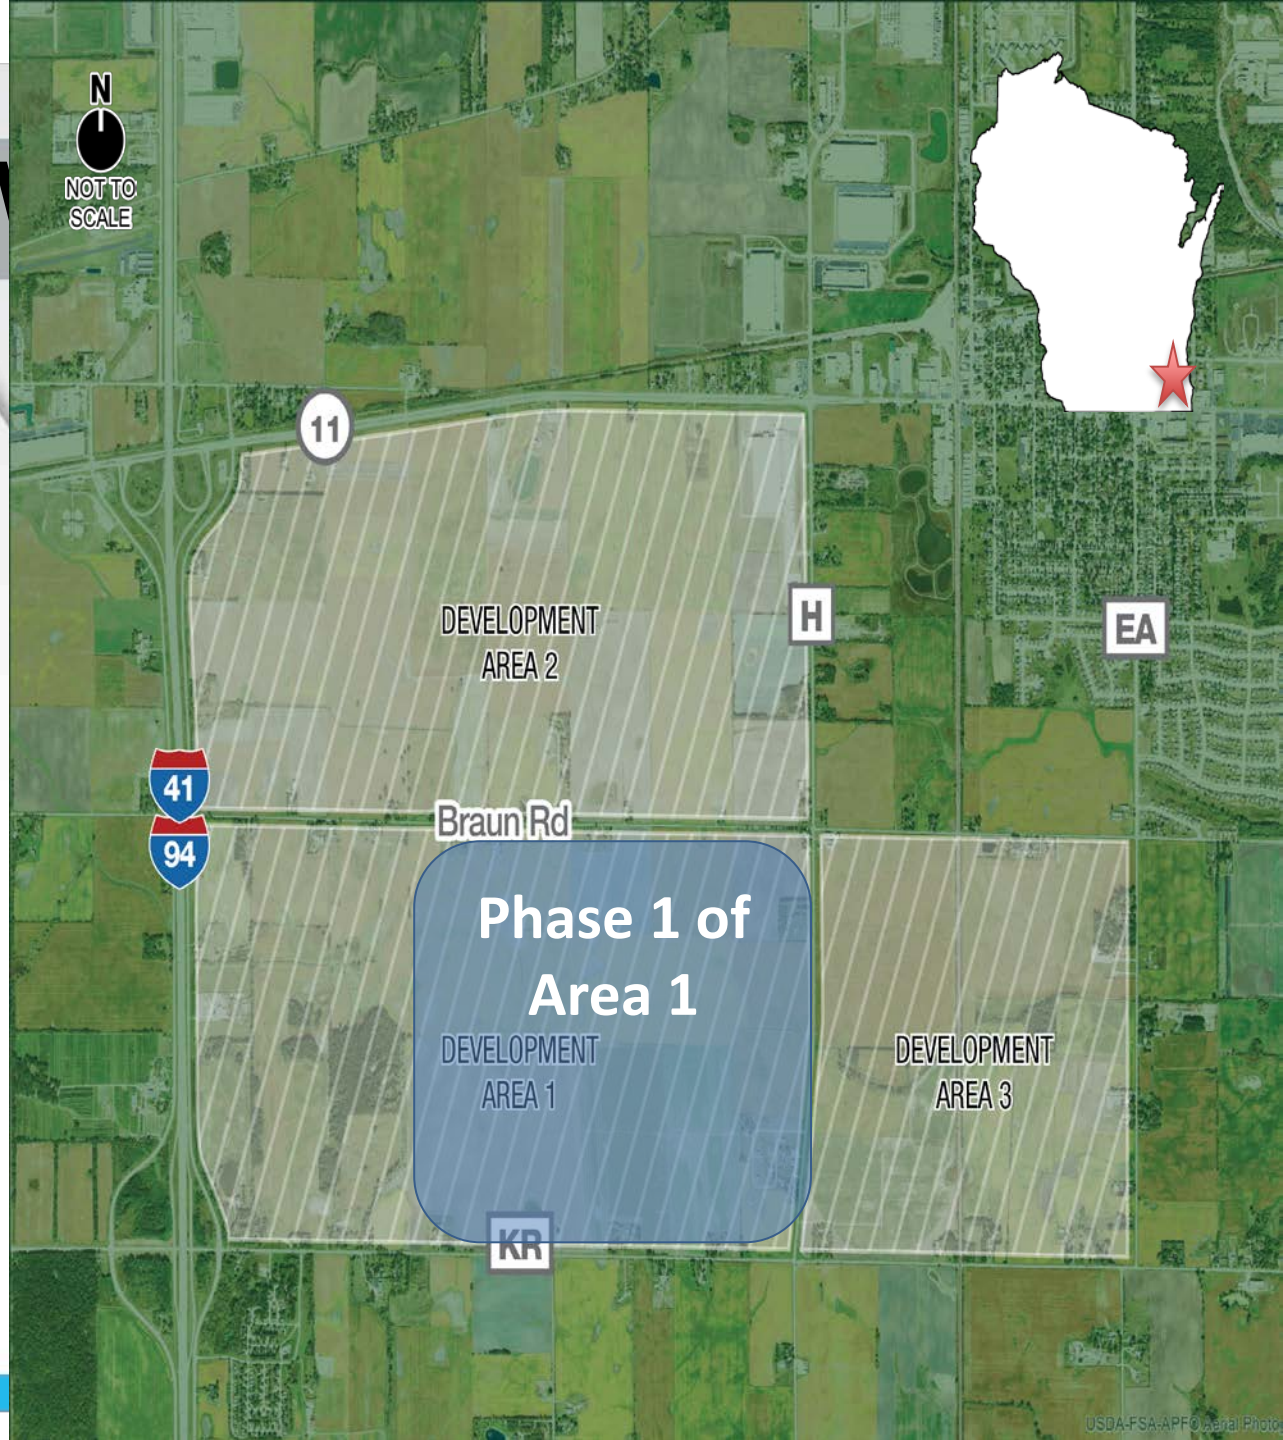 N
NOT TO
SCALE
11
DEVELOPMENT
AREA 2
H
EA
41
94
Braun Rd
Phase 1 of
Area 1
DEVELOPMENT
AREA 1
DEVELOPMENT
AREA 3
KR
USDA-FSA-APFO Aerial Photo